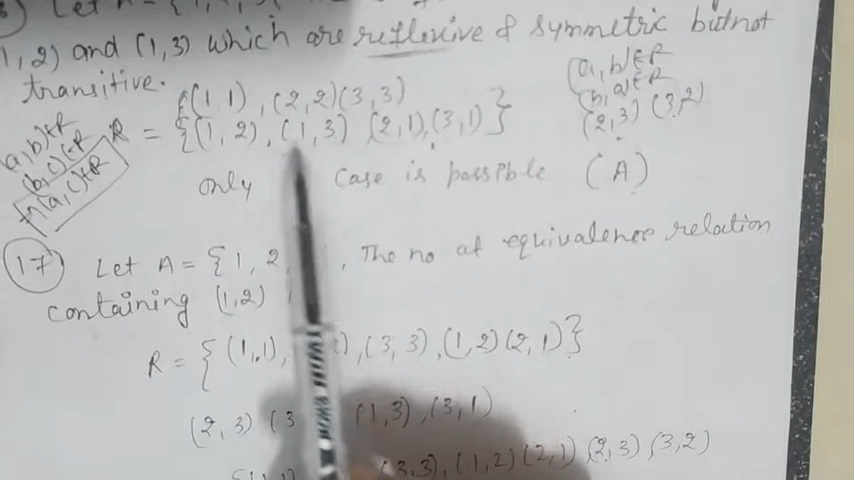 Let
1, 2) and (1,3) which are reflexive & symmetric but not
transitive.
{(1 1) , (2,2)(3,3)
R = {(1,2), (1,3) (2,1),(3,1)}
(a,b)∈R
(b,a)∈R
(2,3) (3,2)
(a,b)∈R
(b,c)∈R
(a,c)∈R
only case is possible (A)
(17) Let A = {1, 2, , The no of equivalence relation
containing (1,2)
R = { (1,1), ), (3,3), (1,2) (2,1)}
(2,3) (3 (1,3), (3,1)
(3,3), (1,2) (2,1) (2,3) (3,2)